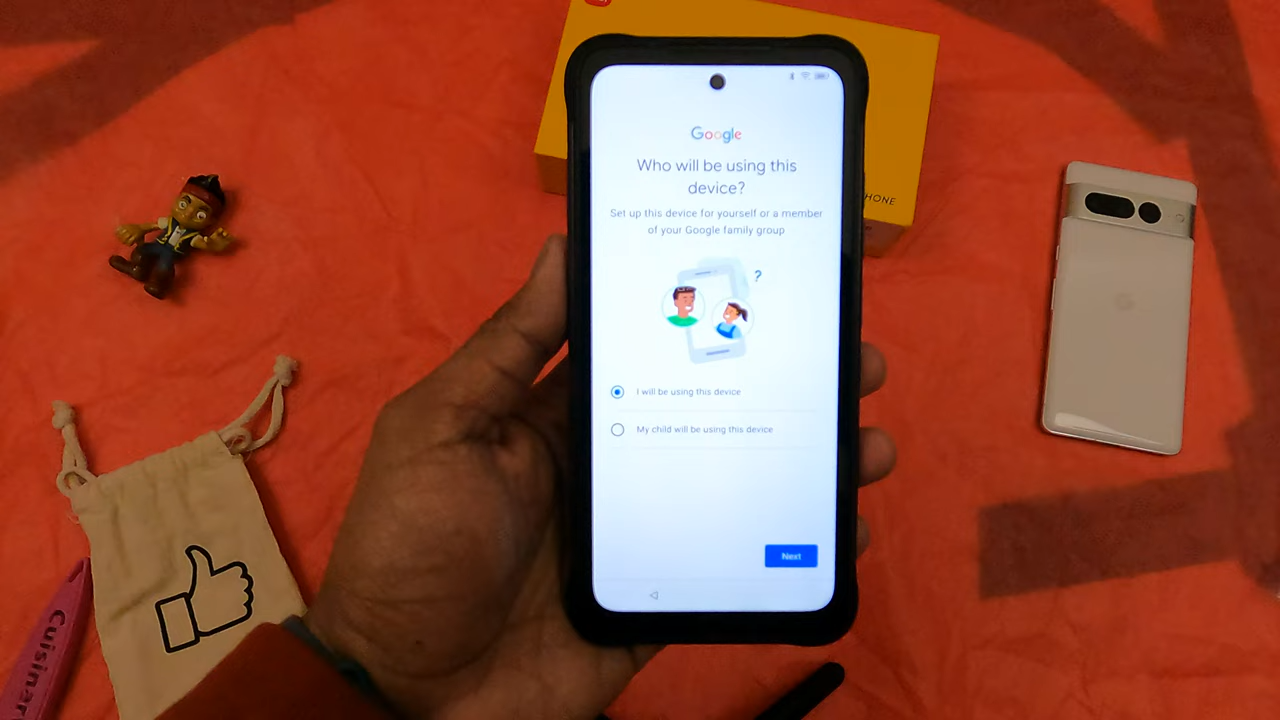 Google
Who will be using this
device?
Set up this device for yourself or a member
of your Google family group
?
I will be using this device
My child will be using this device
Next
HONE
Cuisinar